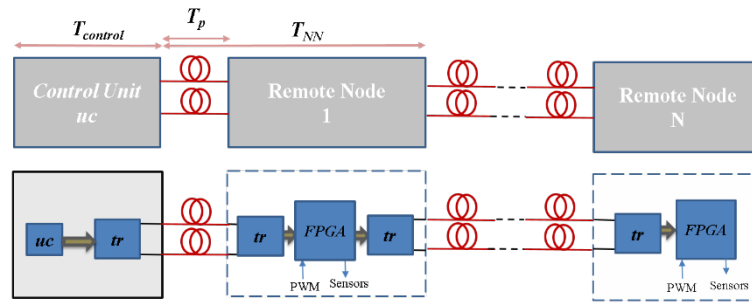 T_control
T_p
T_NN
Control Unit
uc
Remote Node
1
Remote Node
N
uc
tr
tr
FPGA
tr
PWM
Sensors
tr
FPGA
PWM
Sensors